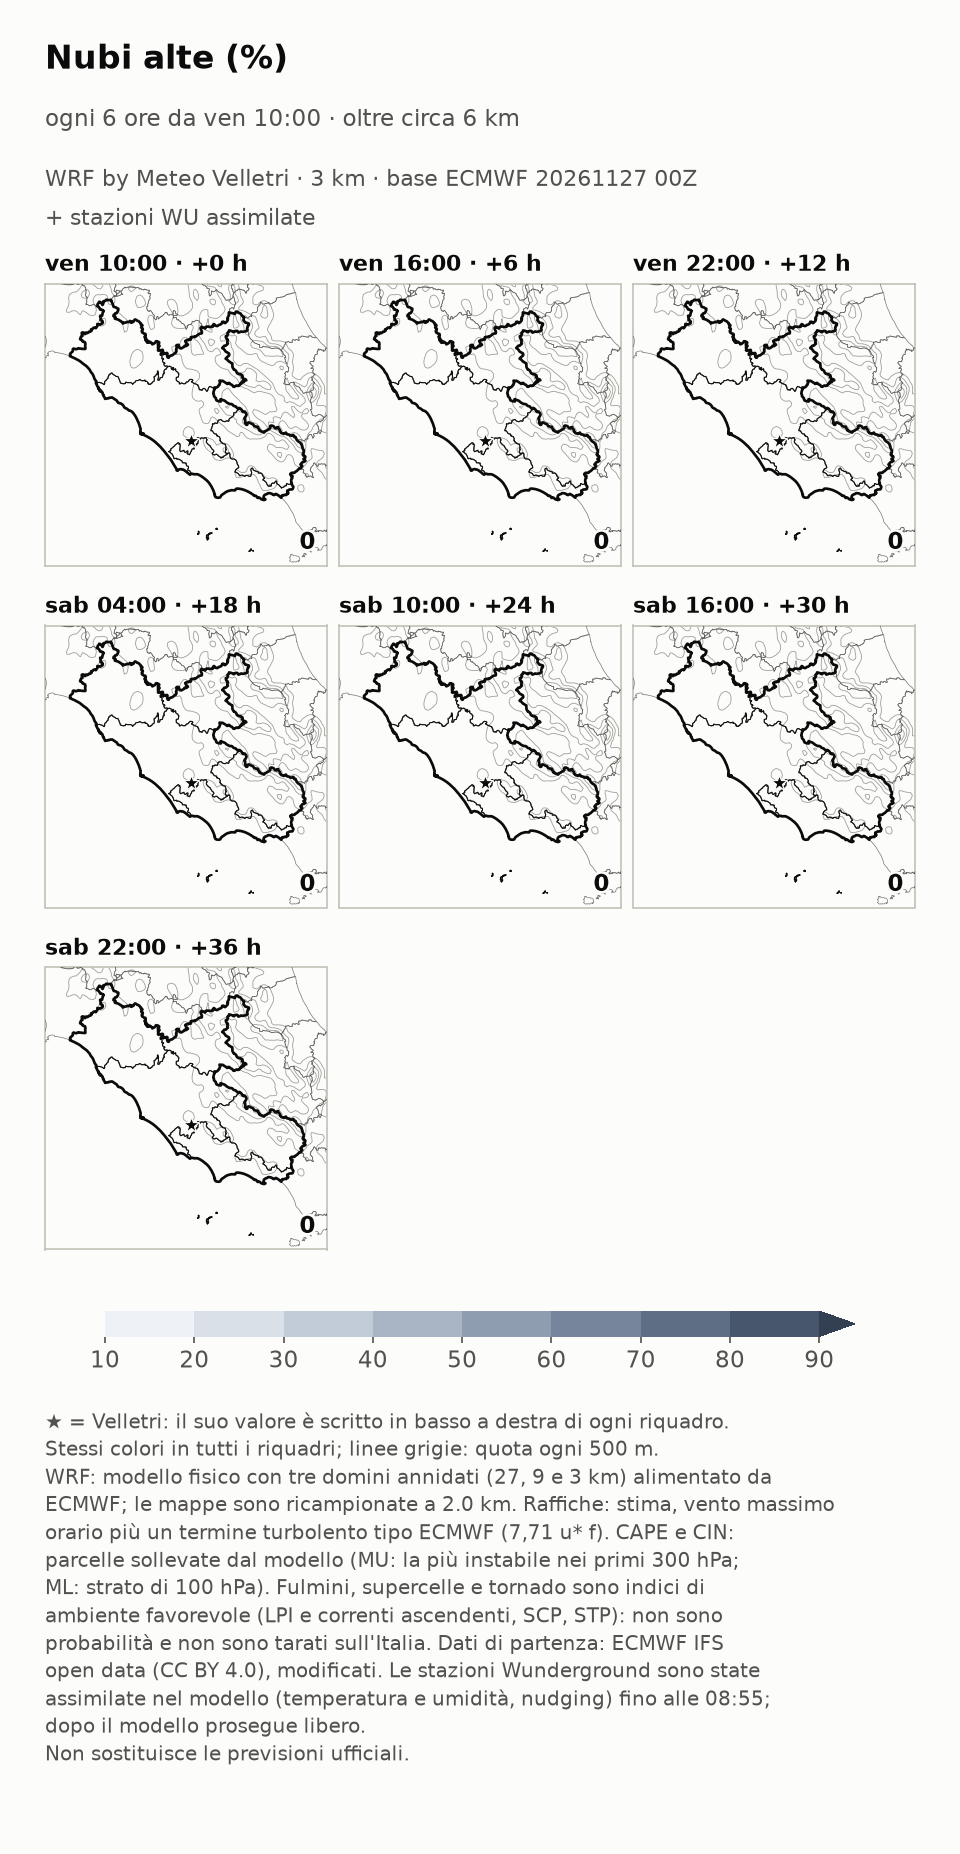 Nubi alte (%)
ogni 6 ore da ven 10:00 · oltre circa 6 km
WRF by Meteo Velletri · 3 km · base ECMWF 20261127 00Z
+ stazioni WU assimilate
ven 10:00 · +0 h
ven 16:00 · +6 h
ven 22:00 · +12 h
0
0
0
sab 04:00 · +18 h
sab 10:00 · +24 h
sab 16:00 · +30 h
0
0
0
sab 22:00 · +36 h
0
10 20 30 40 50 60 70 80 90
★ = Velletri: il suo valore è scritto in basso a destra di ogni riquadro.
Stessi colori in tutti i riquadri; linee grigie: quota ogni 500 m.
WRF: modello fisico con tre domini annidati (27, 9 e 3 km) alimentato da
ECMWF; le mappe sono ricampionate a 2.0 km. Raffiche: stima, vento massimo
orario più un termine turbolento tipo ECMWF (7,71 u* f). CAPE e CIN:
parcelle sollevate dal modello (MU: la più instabile nei primi 300 hPa;
ML: strato di 100 hPa). Fulmini, supercelle e tornado sono indici di
ambiente favorevole (LPI e correnti ascendenti, SCP, STP): non sono
probabilità e non sono tarati sull'Italia. Dati di partenza: ECMWF IFS
open data (CC BY 4.0), modificati. Le stazioni Wunderground sono state
assimilate nel modello (temperatura e umidità, nudging) fino alle 08:55;
dopo il modello prosegue libero.
Non sostituisce le previsioni ufficiali.